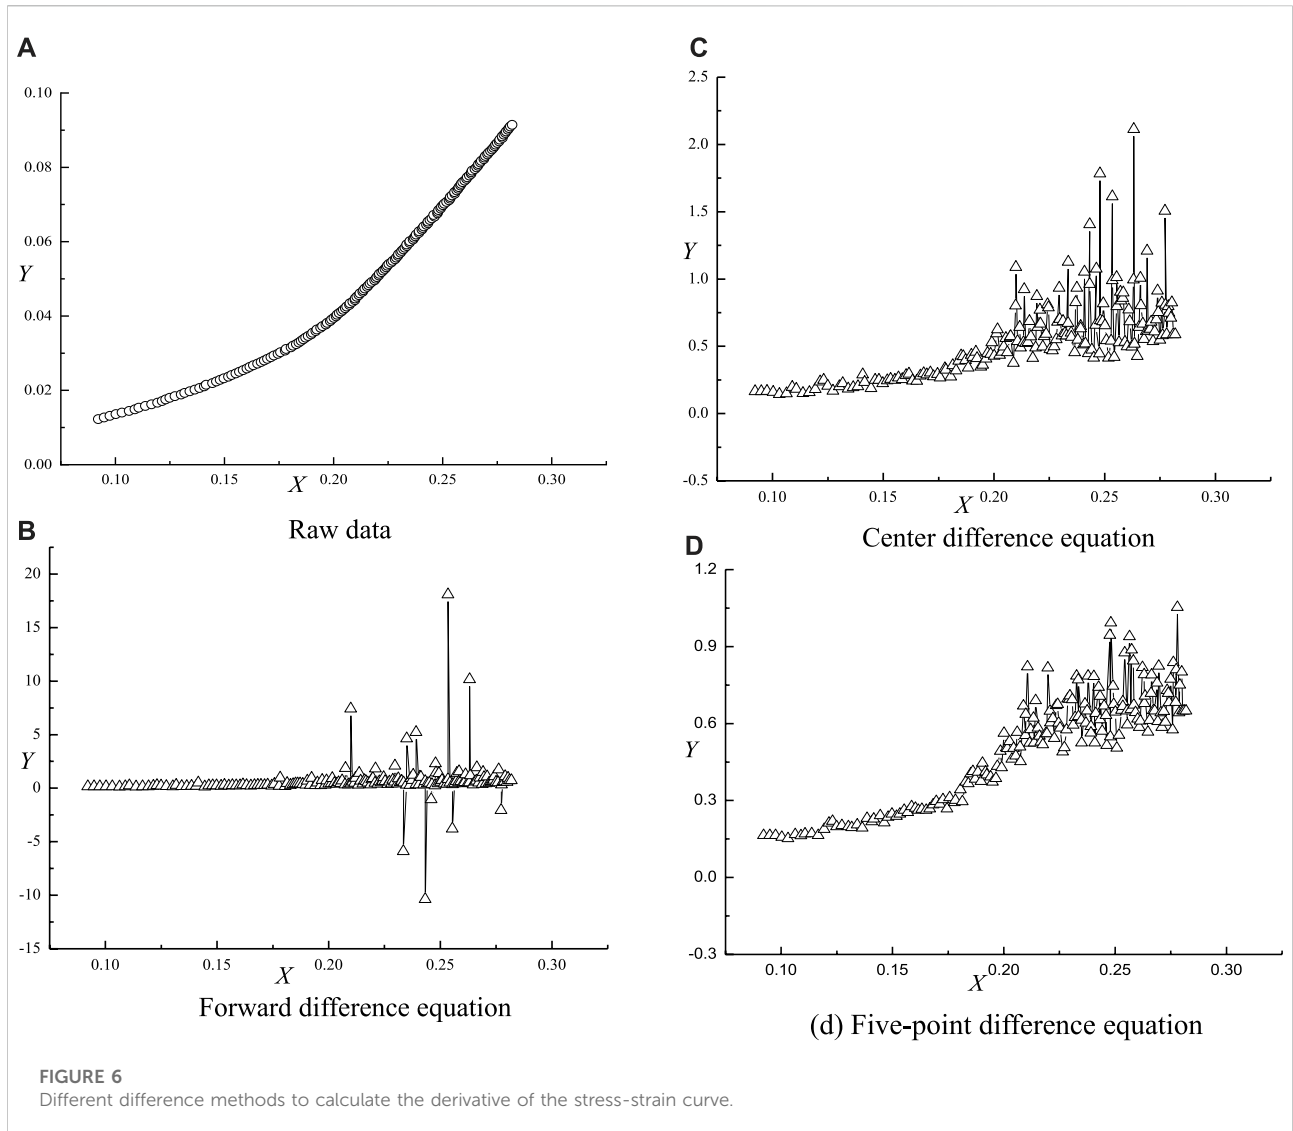 A
0.10
0.08
0.06
Y
0.04
0.02
0.00
0.10
0.15
0.20
0.25
0.30
X
Raw data
B
20
15
10
5
Y
0
-5
-10
-15
0.10
0.15
0.20
0.25
0.30
X
Forward difference equation
C
2.5
2.0
1.5
Y
1.0
0.5
0.0
-0.5
0.10
0.15
0.20
0.25
0.30
X
Center difference equation
D
1.2
0.9
0.6
Y
0.3
0.0
-0.3
0.10
0.15
0.20
0.25
0.30
X
(d) Five-point difference equation
FIGURE 6
Different difference methods to calculate the derivative of the stress-strain curve.